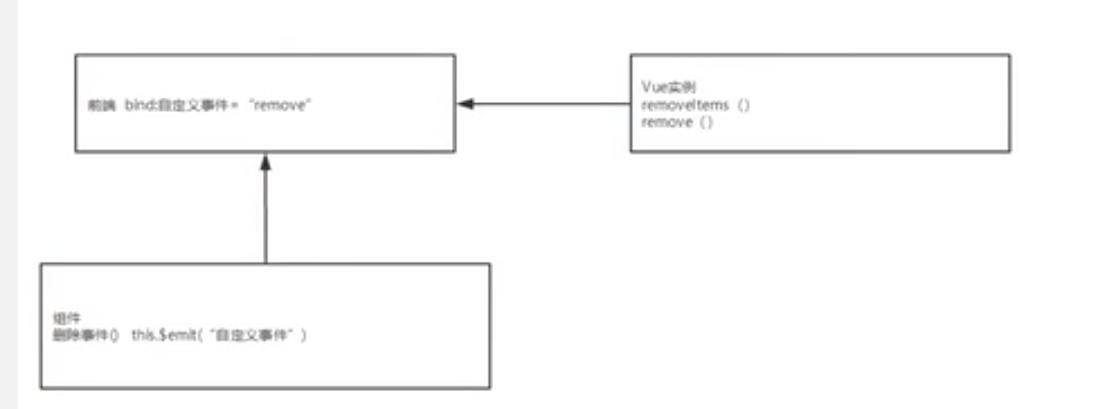 前端 bind:自定义事件= “remove”
Vue实例
removeItems ()
remove ()
组件
删除事件() this.$emit( “自定义事件” )